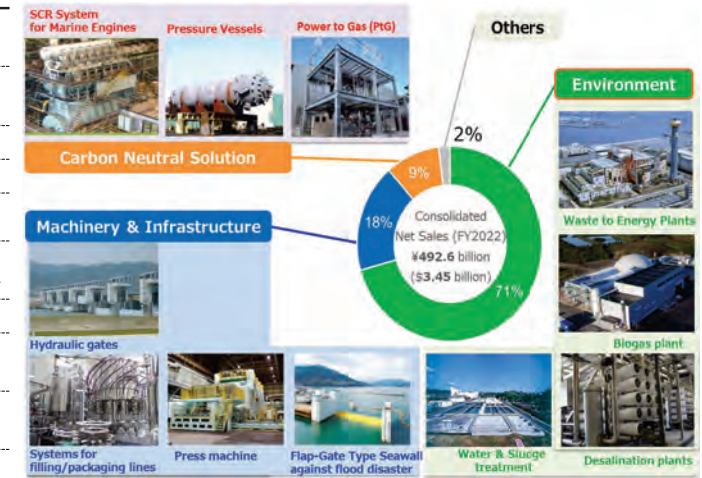 SCR System
for Marine Engines
Pressure Vessels
Power to Gas (PtG)
Others
Environment
2%
Carbon Neutral Solution
9%
18%
Consolidated
Net Sales (FY2022)
¥492.6 billion
($3.45 billion)
71%
Waste to Energy Plants
Machinery & Infrastructure
Hydraulic gates
Biogas plant
Systems for
filling/packaging lines
Press machine
Flap-Gate Type Seawall
against flood disaster
Water & Sludge
treatment
Desalination plants